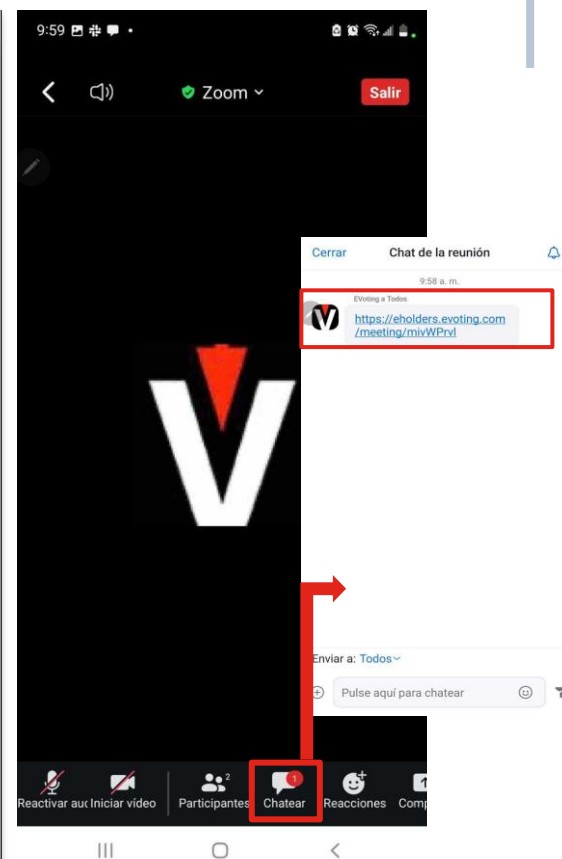 9:59
Zoom
Salir
Cerrar
Chat de la reunión
9:58 a. m.
EVoting a Todos
https://eholders.evoting.com
/meeting/mivWPrvl
Enviar a: Todos
Pulse aquí para chatear
2
1
Reactivar auc
Iniciar vídeo
Participantes
Chatear
Reacciones
Comp